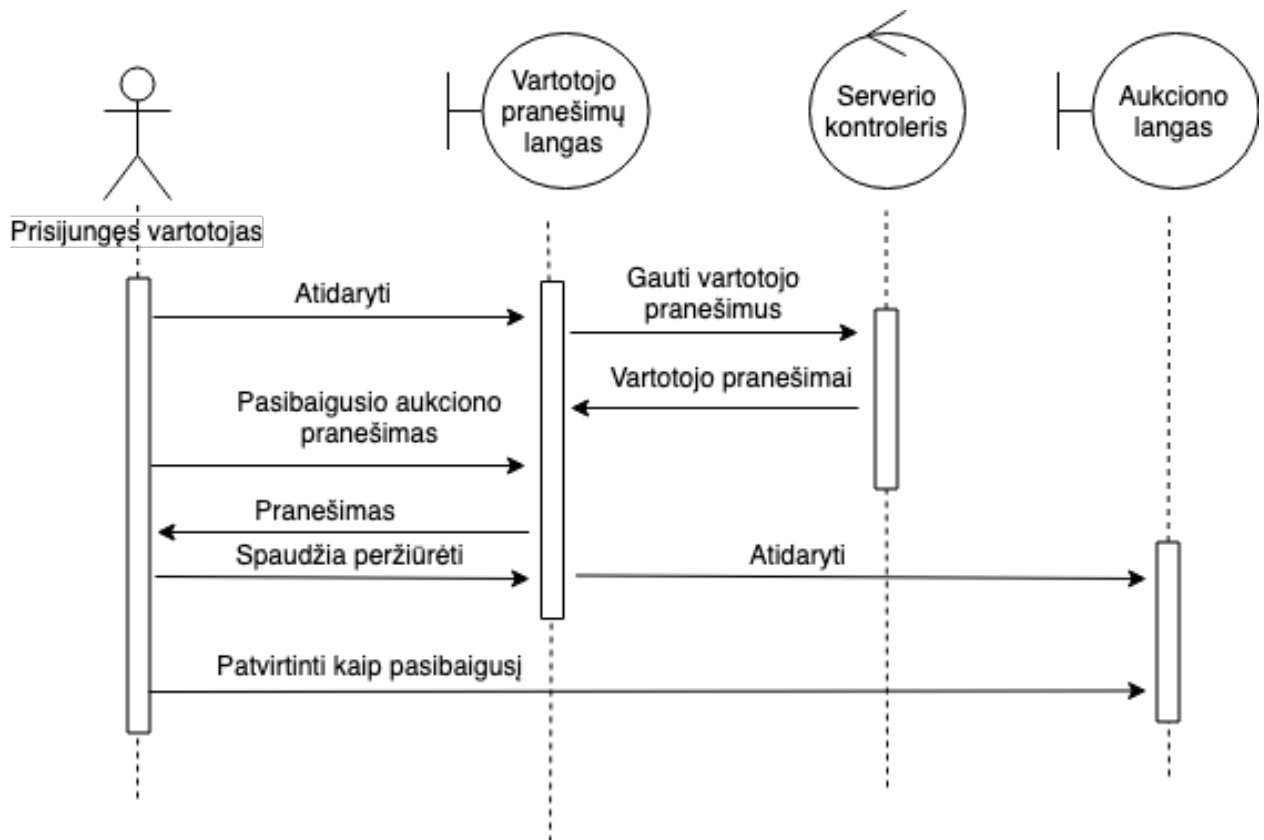 Vartotojo
pranešimų
langas
Serverio
kontroleris
Aukciono
langas
Prisijungęs vartotojas
Atidaryti
Gauti vartotojo
pranešimus
Vartotojo pranešimai
Pasibaigusio aukciono
pranešimas
Pranešimas
Spaudžia peržiūrėti
Atidaryti
Patvirtinti kaip pasibaigusį